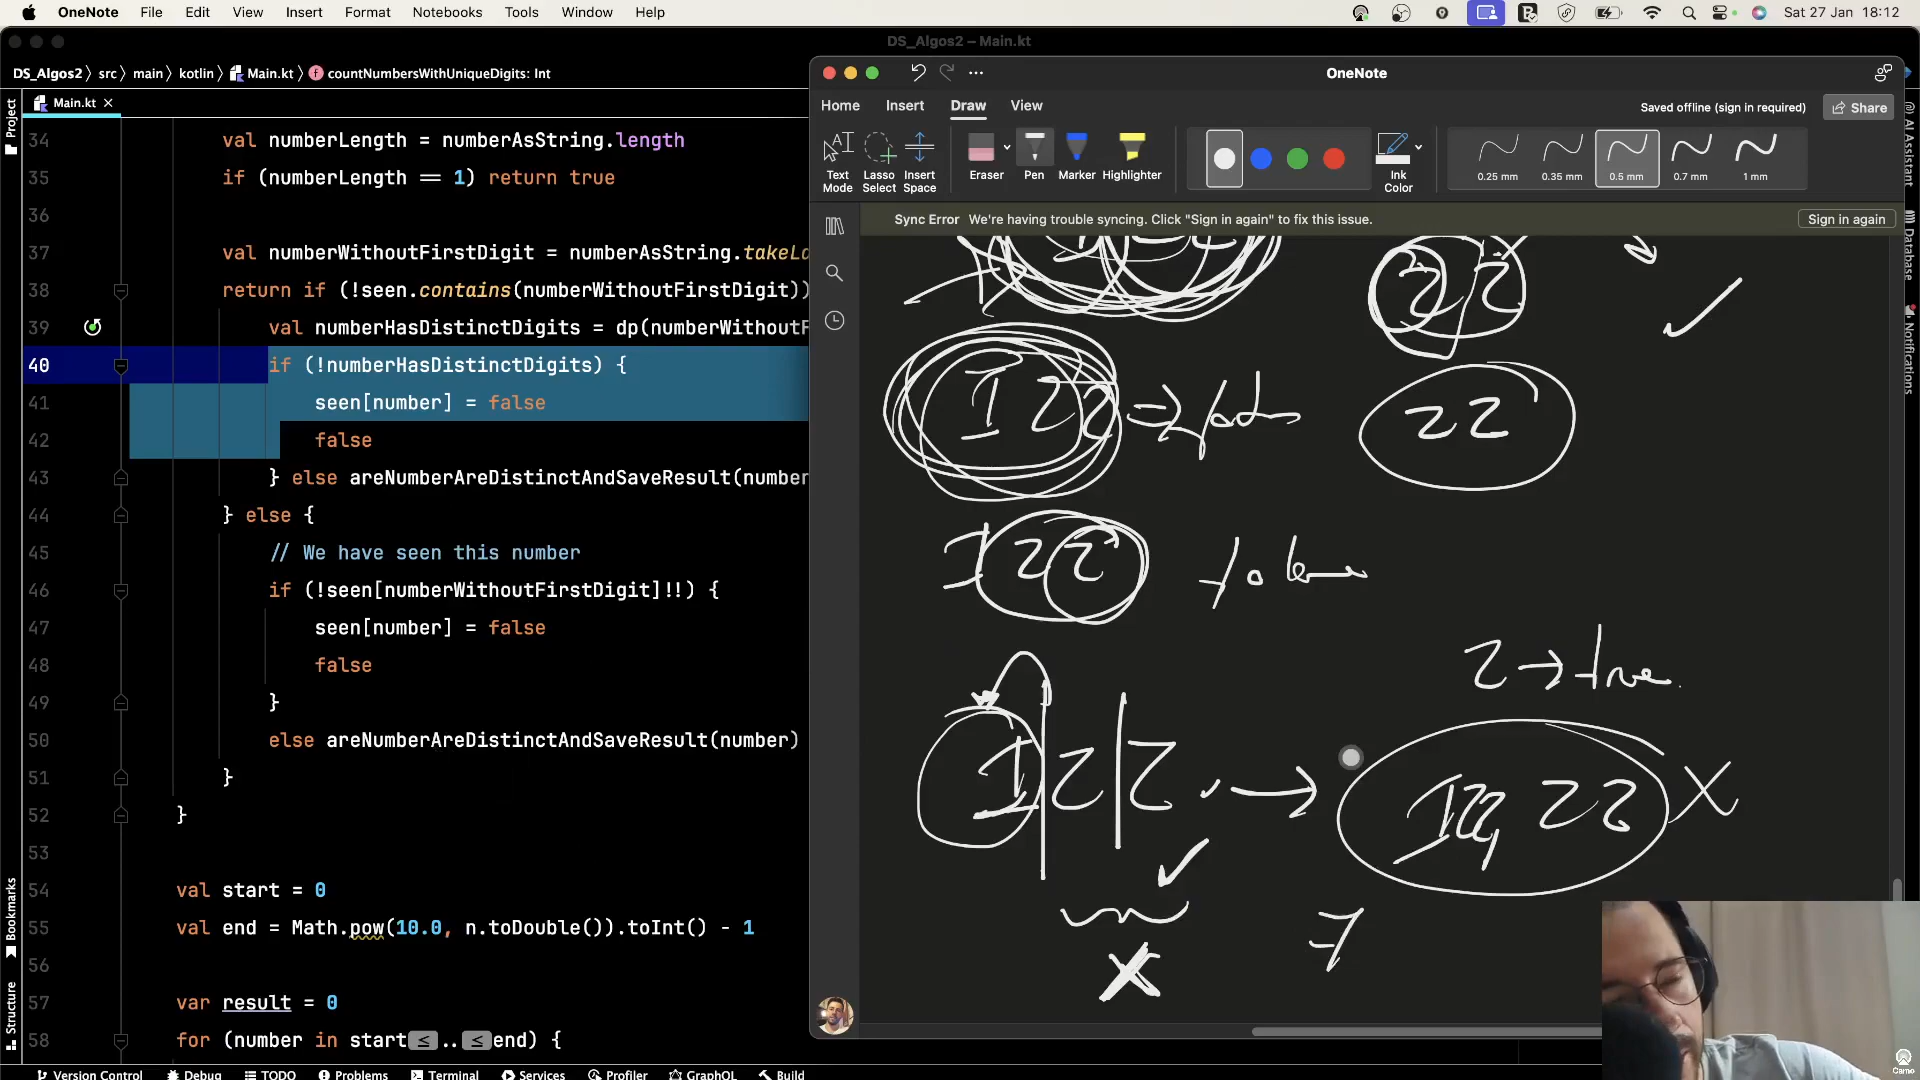 OneNote File Edit View Insert Format Notebooks Tools Window Help Sat 27 Jan 18:12
DS_Algos2 – Main.kt
DS_Algos2 〉 src 〉 main 〉 kotlin 〉 Main.kt 〉 countNumbersWithUniqueDigits: Int
Main.kt ×
Project
34 val numberLength = numberAsString.length
35 if (numberLength == 1) return true
36
37 val numberWithoutFirstDigit = numberAsString.takeLa
38 return if (!seen.contains(numberWithoutFirstDigit))
39 val numberHasDistinctDigits = dp(numberWithoutF
40 if (!numberHasDistinctDigits) {
41 seen[number] = false
42 false
43 } else areNumberAreDistinctAndSaveResult(number
44 } else {
45 // We have seen this number
46 if (!seen[numberWithoutFirstDigit]!!) {
47 seen[number] = false
48 false
49 }
50 else areNumberAreDistinctAndSaveResult(number)
51 }
52 }
53
54 val start = 0
55 val end = Math.pow(10.0, n.toDouble()).toInt() - 1
56
57 var result = 0
58 for (number in start ≤ .. ≤ end) {
Bookmarks
Structure
Version Control Debug TODO Problems Terminal Services Profiler GraphQL Build
OneNote
Home Insert Draw View
Saved offline (sign in required) Share
Text Mode Lasso Select Insert Space Eraser Pen Marker Highlighter Ink Color 0.25 mm 0.35 mm 0.5 mm 0.7 mm 1 mm
Sync Error We're having trouble syncing. Click "Sign in again" to fix this issue. Sign in again
22
122 =>
22
122
2 → true
122 →
22
X
X
AI Assistant
Database
Notifications
Camo